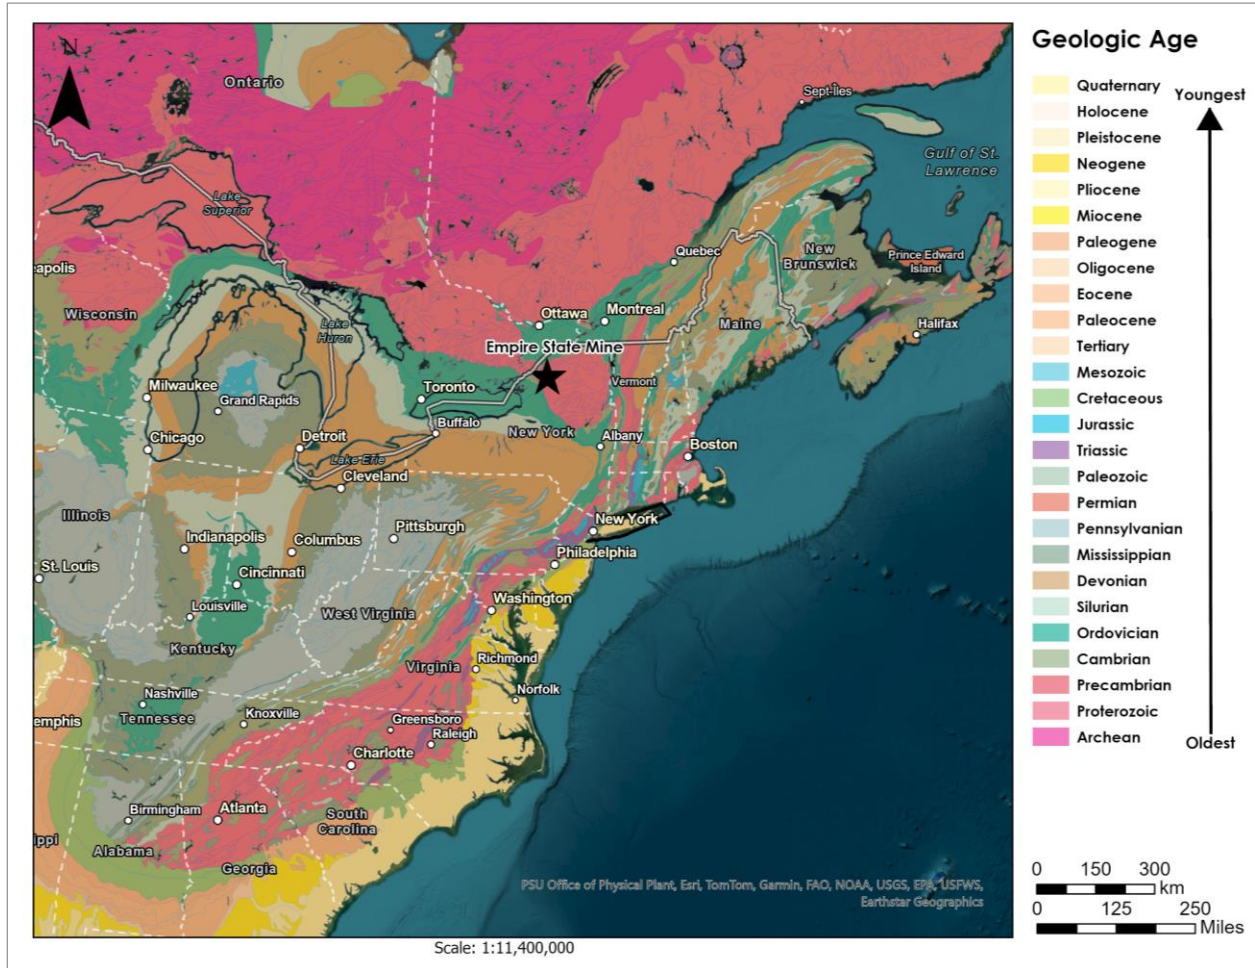 N
Ontario
Sept-Îles
Gulf of St.
Lawrence
Lake
Superior
Quebec
New
Brunswick
Prince Edward
Island
eapolis
Wisconsin
Lake
Huron
Ottawa
Montreal
Maine
Halifax
Empire State Mine
Milwaukee
Grand Rapids
Toronto
Vermont
Buffalo
New York
Albany
Chicago
Detroit
Lake Erie
Boston
Cleveland
Illinois
Pittsburgh
New York
Indianapolis
Columbus
Philadelphia
St. Louis
Cincinnati
Louisville
West Virginia
Washington
Kentucky
Virginia
Richmond
Nashville
Norfolk
Tennessee
Knoxville
emphis
Greensboro
Raleigh
Charlotte
Birmingham
Atlanta
South
Carolina
ippi
Alabama
Georgia
PSU Office of Physical Plant, Esri, TomTom, Garmin, FAO, NOAA, USGS, EPA, USFWS,
Earthstar Geographics
Scale: 1:11,400,000
Geologic Age
Quaternary
Holocene
Pleistocene
Neogene
Pliocene
Miocene
Paleogene
Oligocene
Eocene
Paleocene
Tertiary
Mesozoic
Cretaceous
Jurassic
Triassic
Paleozoic
Permian
Pennsylvanian
Mississippian
Devonian
Silurian
Ordovician
Cambrian
Precambrian
Proterozoic
Archean
Youngest
Oldest
0 150 300
km
0 125 250
Miles